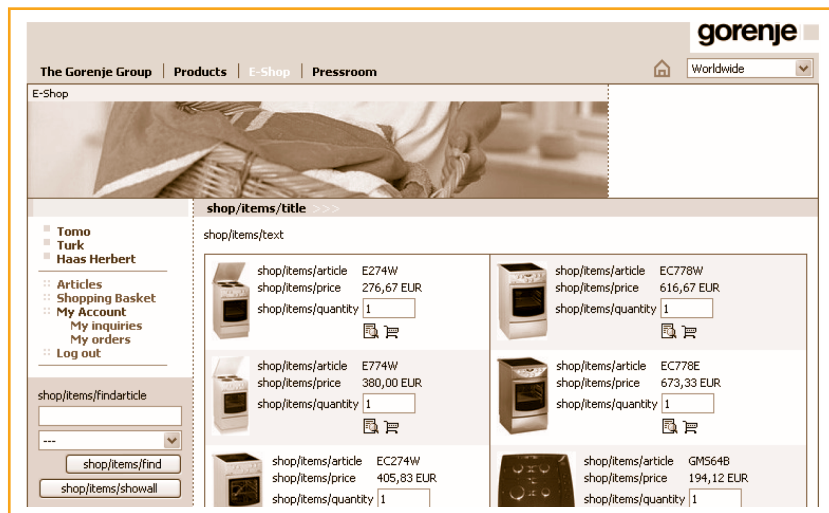 gorenje
The Gorenje Group | Products | E-Shop | Pressroom
Worldwide
E-Shop
Tomo
Turk
Haas Herbert
Articles
Shopping Basket
My Account
My inquiries
My orders
Log out
shop/items/findarticle
---
shop/items/find
shop/items/showall
shop/items/title >>>
shop/items/text
shop/items/article E274W
shop/items/price 276,67 EUR
shop/items/quantity 1
shop/items/article EC778W
shop/items/price 616,67 EUR
shop/items/quantity 1
shop/items/article E774W
shop/items/price 380,00 EUR
shop/items/quantity 1
shop/items/article EC778E
shop/items/price 673,33 EUR
shop/items/quantity 1
shop/items/article EC274W
shop/items/price 405,83 EUR
shop/items/quantity 1
shop/items/article GMS64B
shop/items/price 194,12 EUR
shop/items/quantity 1